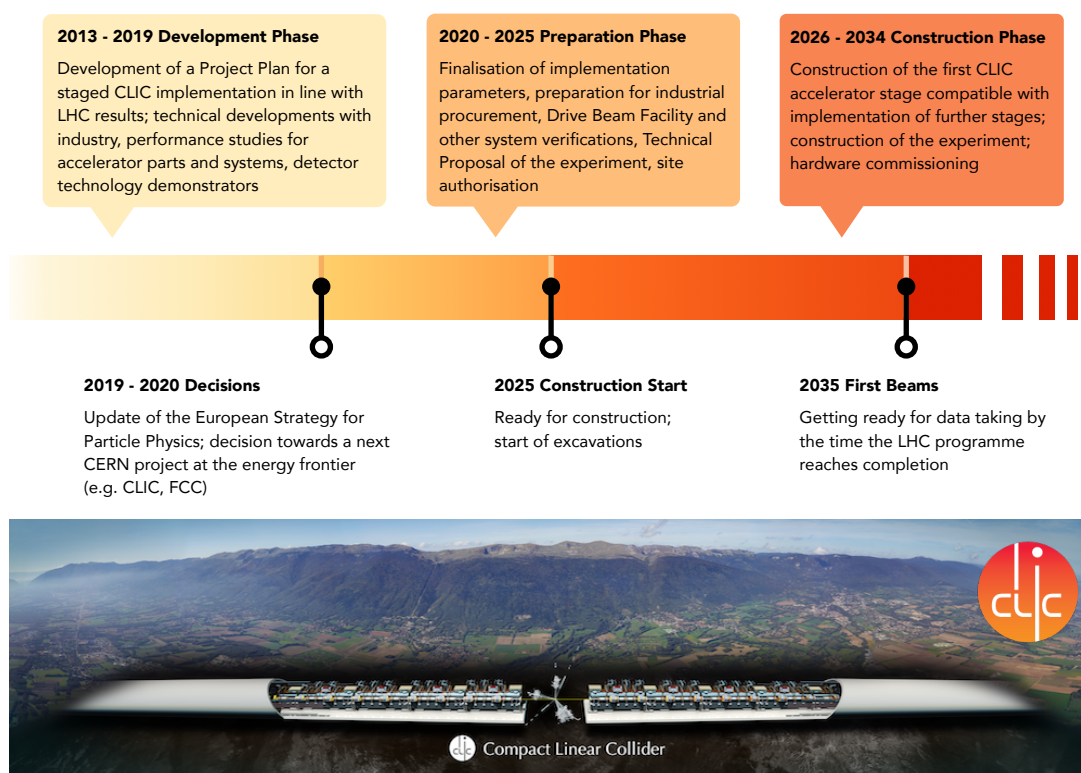 2013 - 2019 Development Phase
Development of a Project Plan for a
staged CLIC implementation in line with
LHC results; technical developments with
industry, performance studies for
accelerator parts and systems, detector
technology demonstrators
2020 - 2025 Preparation Phase
Finalisation of implementation
parameters, preparation for industrial
procurement, Drive Beam Facility and
other system verifications, Technical
Proposal of the experiment, site
authorisation
2026 - 2034 Construction Phase
Construction of the first CLIC
accelerator stage compatible with
implementation of further stages;
construction of the experiment;
hardware commissioning
2019 - 2020 Decisions
Update of the European Strategy for
Particle Physics; decision towards a next
CERN project at the energy frontier
(e.g. CLIC, FCC)
2025 Construction Start
Ready for construction;
start of excavations
2035 First Beams
Getting ready for data taking by
the time the LHC programme
reaches completion
clic
clic Compact Linear Collider